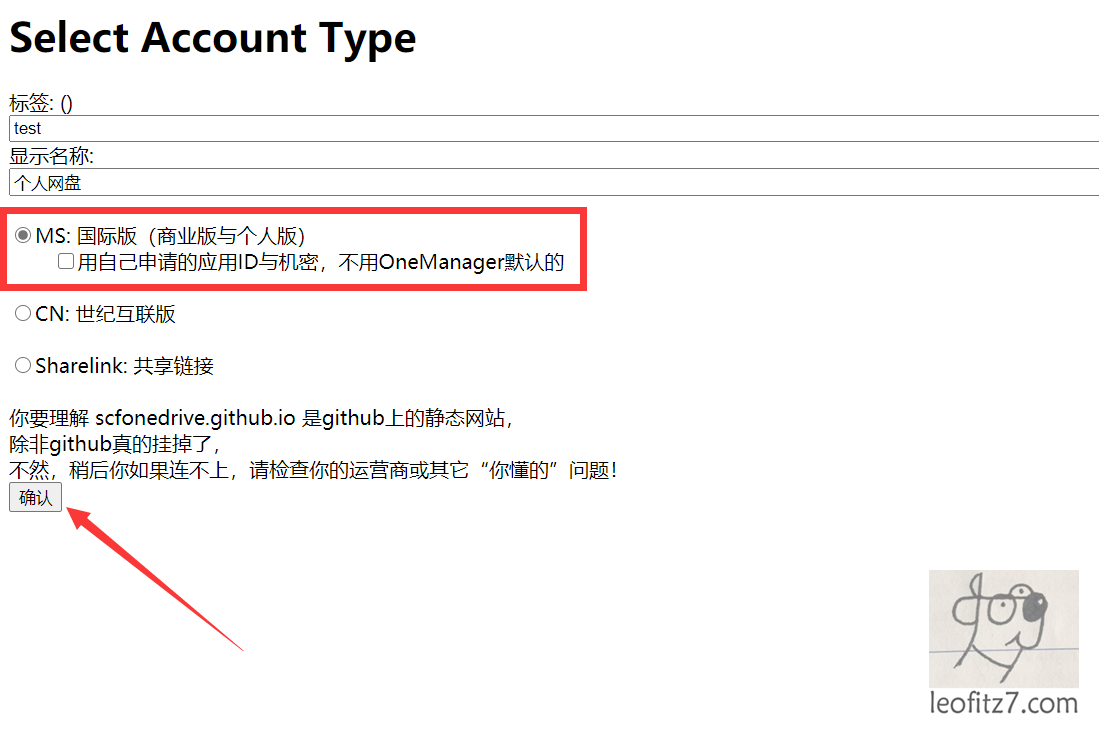 Select Account Type
标签: ()
test
显示名称:
个人网盘
MS: 国际版（商业版与个人版）
用自己申请的应用ID与机密，不用OneManager默认的
CN: 世纪互联版
Sharelink: 共享链接
你要理解 scfonedrive.github.io 是github上的静态网站，
除非github真的挂掉了，
不然，稍后你如果连不上，请检查你的运营商或其它“你懂的”问题！
确认
leofitz7.com